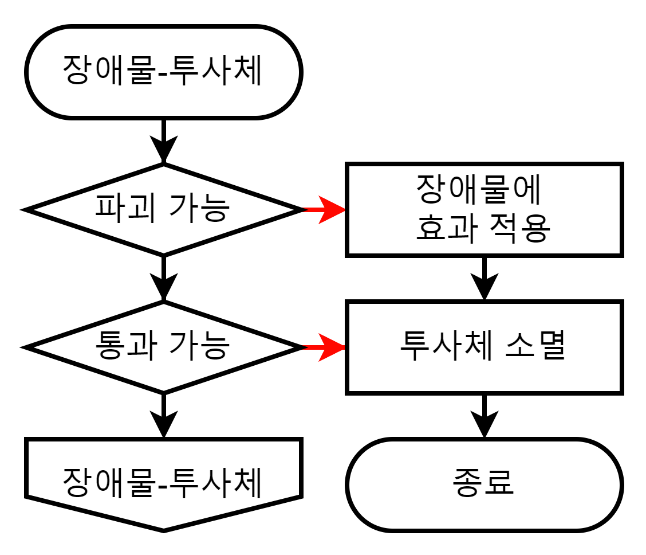 장애물-투사체
파괴 가능
장애물에
효과 적용
통과 가능
투사체 소멸
장애물-투사체
종료